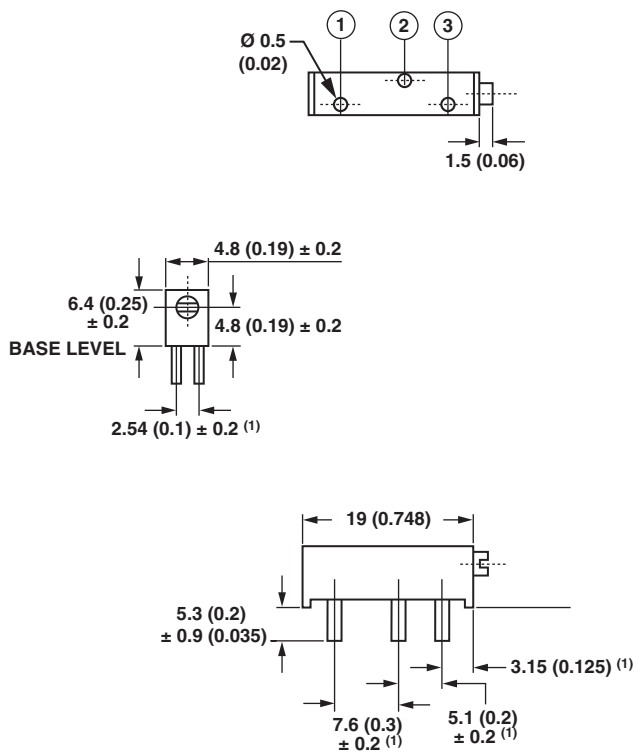 1 2 3
Ø 0.5
(0.02)
1.5 (0.06)
4.8 (0.19) ± 0.2
6.4 (0.25)
± 0.2
4.8 (0.19) ± 0.2
BASE LEVEL
2.54 (0.1) ± 0.2 (1)
19 (0.748)
5.3 (0.2)
± 0.9 (0.035)
3.15 (0.125) (1)
7.6 (0.3)
± 0.2 (1)
5.1 (0.2)
± 0.2 (1)